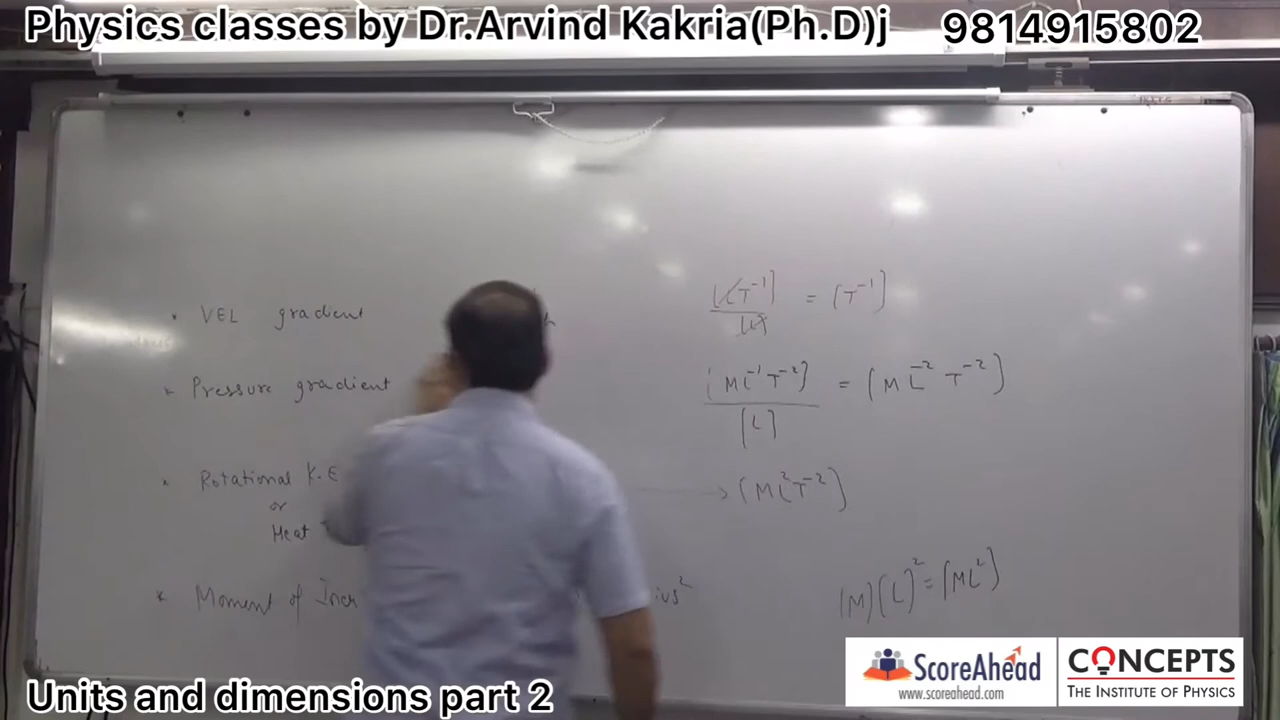 Physics classes by Dr.Arvind Kakria(Ph.D)j 9814915802
* VEL gradient [LT⁻¹] / [L] = [T⁻¹]
* Pressure gradient [ML⁻¹T⁻²] / [L] = [ML⁻²T⁻²]
* Rotational K.E → [ML²T⁻²]
or
Heat
* Moment of Iner ius² [M][L]² = [ML²]
ScoreAhead
www.scoreahead.com
CONCEPTS
THE INSTITUTE OF PHYSICS
Units and dimensions part 2